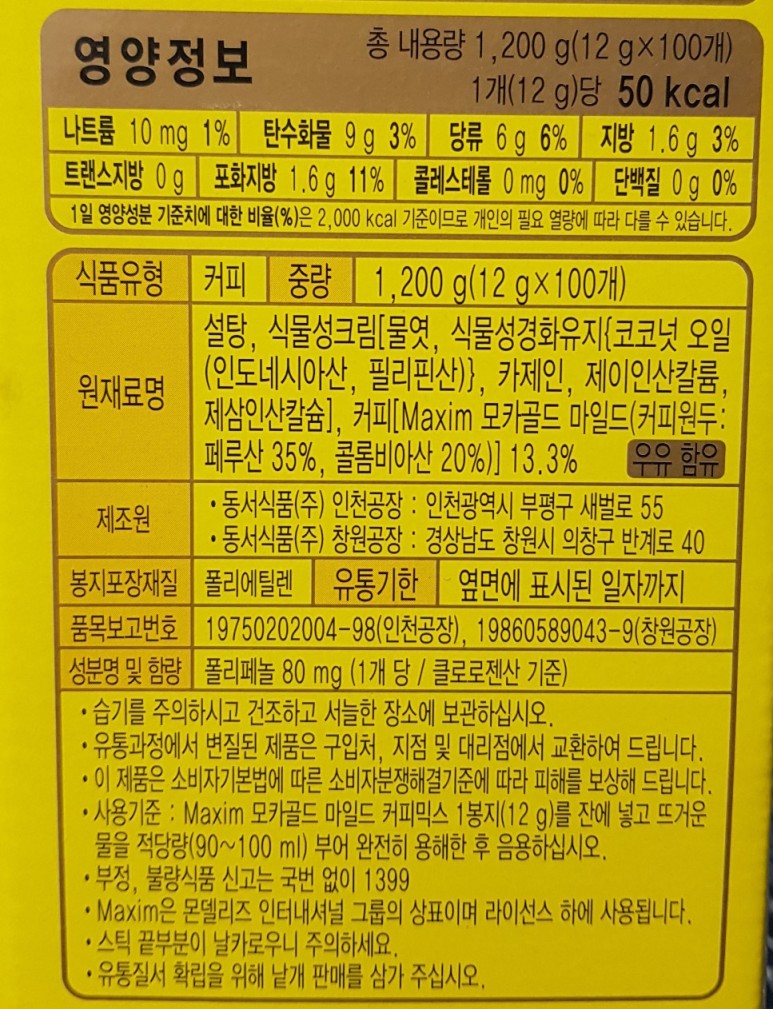 영양정보
총 내용량 1,200 g(12 g×100개)
1개(12 g)당 50 kcal
나트륨 10 mg 1% 탄수화물 9 g 3% 당류 6 g 6% 지방 1.6 g 3%
트랜스지방 0 g 포화지방 1.6 g 11% 콜레스테롤 0 mg 0% 단백질 0 g 0%
1일 영양성분 기준치에 대한 비율(%)은 2,000 kcal 기준이므로 개인의 필요 열량에 따라 다를 수 있습니다.
식품유형 커피 중량 1,200 g(12 g×100개)
원재료명
설탕, 식물성크림[물엿, 식물성경화유지{코코넛 오일
(인도네시아산, 필리핀산)}, 카제인, 제이인산칼륨,
제삼인산칼슘], 커피[Maxim 모카골드 마일드(커피원두:
페루산 35%, 콜롬비아산 20%)] 13.3% 우유 함유
제조원
• 동서식품(주) 인천공장 : 인천광역시 부평구 새벌로 55
• 동서식품(주) 창원공장 : 경상남도 창원시 의창구 반계로 40
봉지포장재질 폴리에틸렌 유통기한 옆면에 표시된 일자까지
품목보고번호 19750202004-98(인천공장), 19860589043-9(창원공장)
성분명 및 함량 폴리페놀 80 mg (1개 당 / 클로로젠산 기준)
• 습기를 주의하시고 건조하고 서늘한 장소에 보관하십시오.
• 유통과정에서 변질된 제품은 구입처, 지점 및 대리점에서 교환하여 드립니다.
• 이 제품은 소비자기본법에 따른 소비자분쟁해결기준에 따라 피해를 보상해 드립니다.
• 사용기준 : Maxim 모카골드 마일드 커피믹스 1봉지(12 g)를 잔에 넣고 뜨거운
물을 적당량(90~100 ml) 부어 완전히 용해한 후 음용하십시오.
• 부정, 불량식품 신고는 국번 없이 1399
• Maxim은 몬델리즈 인터내셔널 그룹의 상표이며 라이선스 하에 사용됩니다.
• 스틱 끝부분이 날카로우니 주의하세요.
• 유통질서 확립을 위해 낱개 판매를 삼가 주십시오.